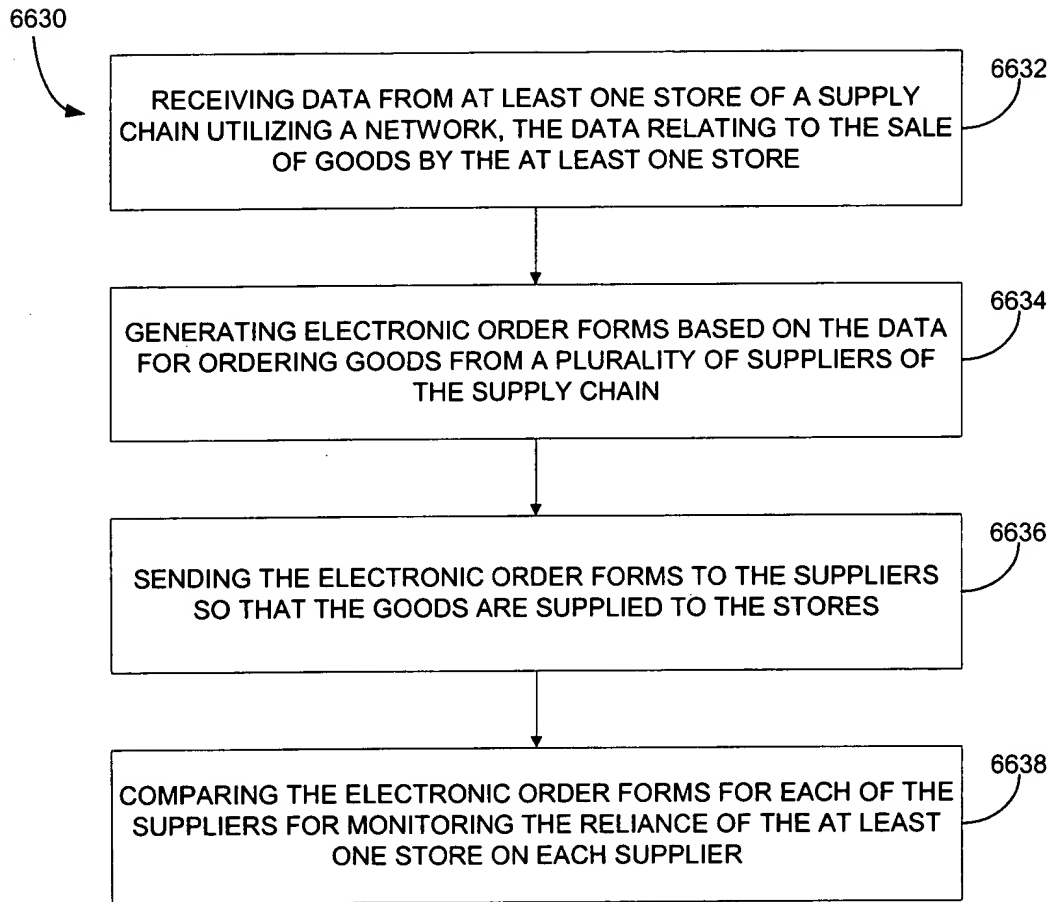 6630
6632
RECEIVING DATA FROM AT LEAST ONE STORE OF A SUPPLY
CHAIN UTILIZING A NETWORK, THE DATA RELATING TO THE SALE
OF GOODS BY THE AT LEAST ONE STORE
6634
GENERATING ELECTRONIC ORDER FORMS BASED ON THE DATA
FOR ORDERING GOODS FROM A PLURALITY OF SUPPLIERS OF
THE SUPPLY CHAIN
6636
SENDING THE ELECTRONIC ORDER FORMS TO THE SUPPLIERS
SO THAT THE GOODS ARE SUPPLIED TO THE STORES
6638
COMPARING THE ELECTRONIC ORDER FORMS FOR EACH OF THE
SUPPLIERS FOR MONITORING THE RELIANCE OF THE AT LEAST
ONE STORE ON EACH SUPPLIER